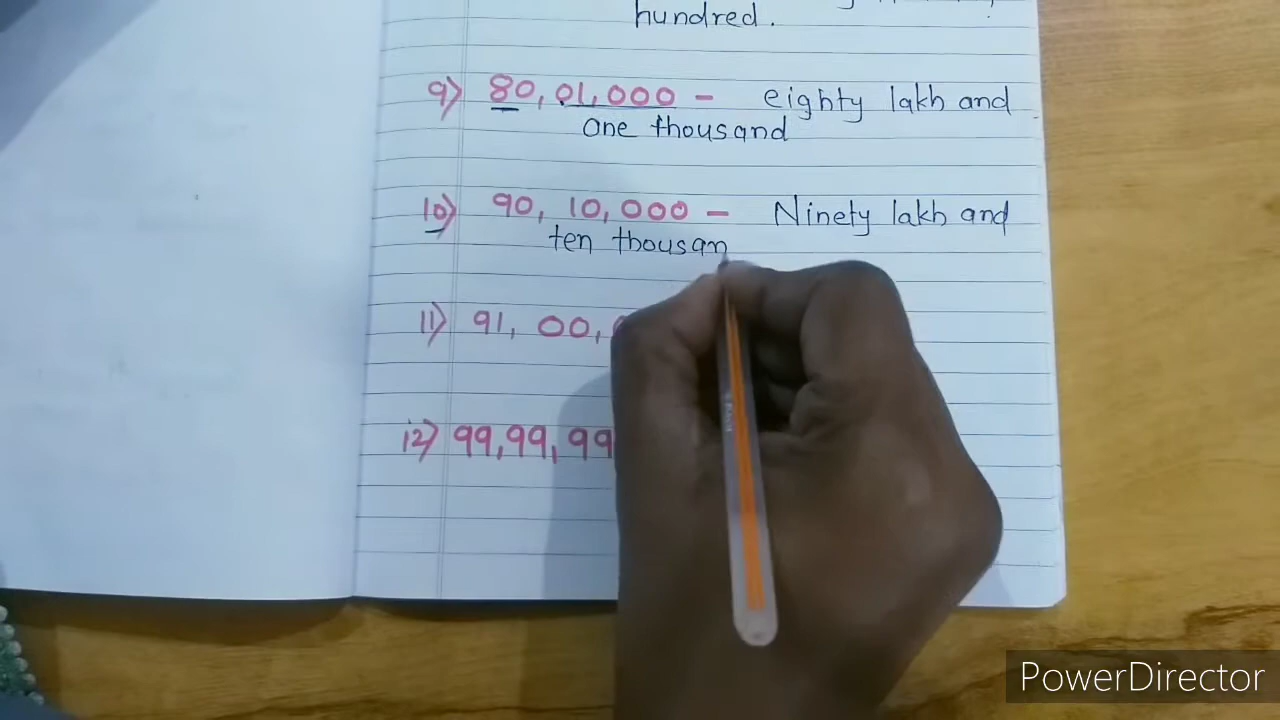 hundred.
9) 80,01,000 - eighty lakh and
one thousand
10) 90,10,000 - Ninety lakh and
ten thousan
11) 91,00,
12) 99,99,99
PowerDirector